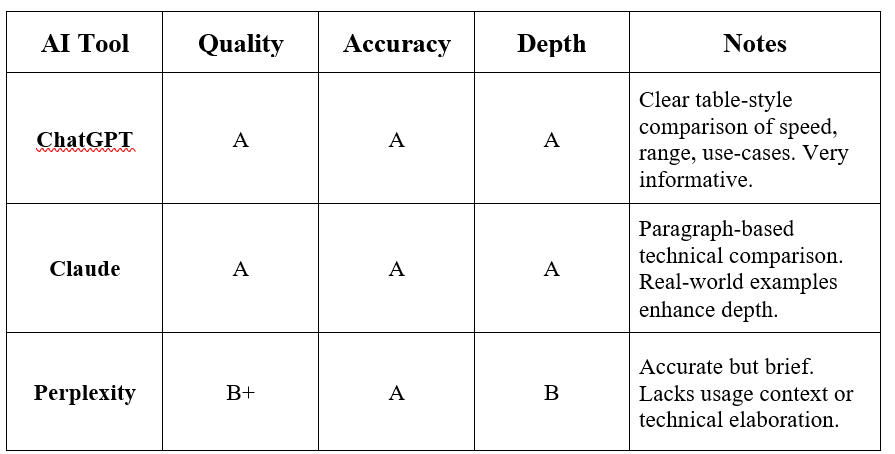 AI Tool Quality Accuracy Depth Notes
ChatGPT A A A Clear table-style
comparison of speed,
range, use-cases. Very
informative.
Claude A A A Paragraph-based
technical comparison.
Real-world examples
enhance depth.
Perplexity B+ A B Accurate but brief.
Lacks usage context or
technical elaboration.